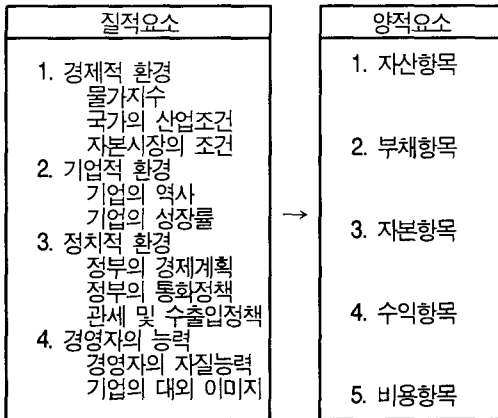 질적요소
1. 경제적 환경
물가지수
국가의 산업조건
자본시장의 조건
2. 기업적 환경
기업의 역사
기업의 성장률
3. 정치적 환경
정부의 경제계획
정부의 통화정책
관세 및 수출입정책
4. 경영자의 능력
경영자의 자질능력
기업의 대외 이미지
→
양적요소
1. 자산항목
2. 부채항목
3. 자본항목
4. 수익항목
5. 비용항목